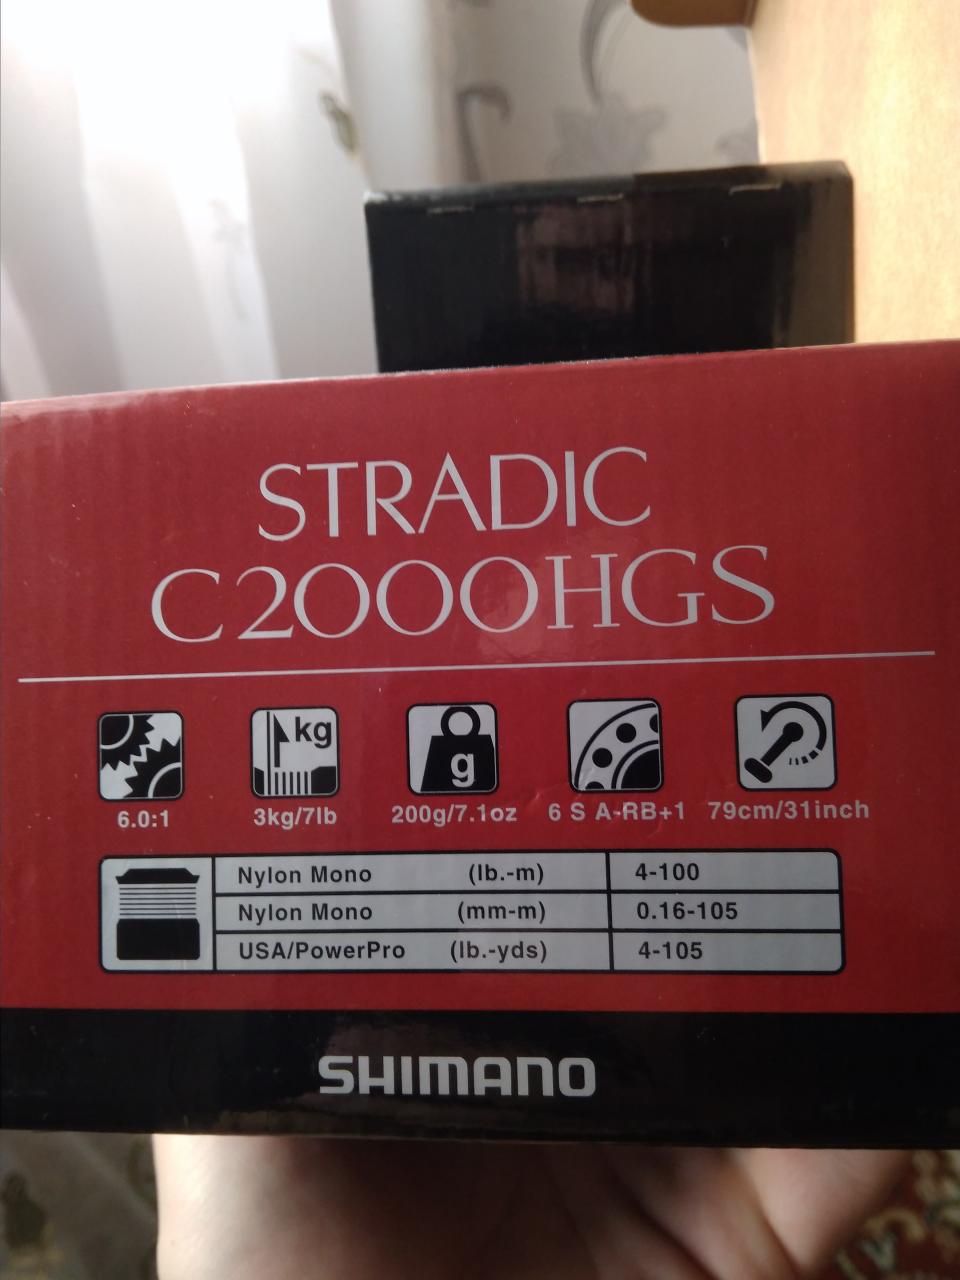 STRADIC
C2000HGS
kg
g
6.0:1 3kg/7lb 200g/7.1oz 6 S A-RB+1 79cm/31inch
Nylon Mono (lb.-m) 4-100
Nylon Mono (mm-m) 0.16-105
USA/PowerPro (lb.-yds) 4-105
SHIMANO